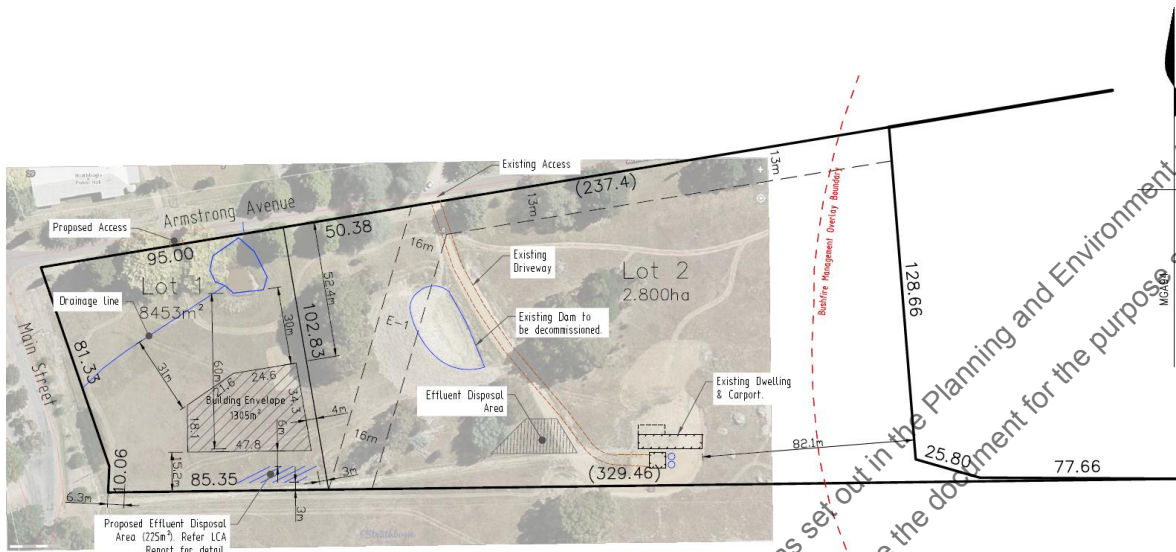 Existing Access
(237.4)
13m
13m
Bushfire Management Overlay Boundary
Armstrong Avenue
Proposed Access
95.00
50.38
16m
52.4m
Existing
Driveway
Lot 1
8453m²
Lot 2
2.800ha
Drainage line
30m
102.83
E-1
Existing Dam to
be decommissioned.
128.66
MGA94
Main Street
81.33
31m
60m
24.6
Building Envelope
1305m²
34.3
18.1
47.8
6m
4m
16m
Effluent Disposal
Area
Existing Dwelling
& Carport.
82.1m
15.2m
10.06
85.35
3m
3m
6.3m
(329.46)
25.80
77.66
Proposed Effluent Disposal
Area (225m²). Refer LCA
Report for detail.
as set out in the Planning and Environment
the document for the purpose